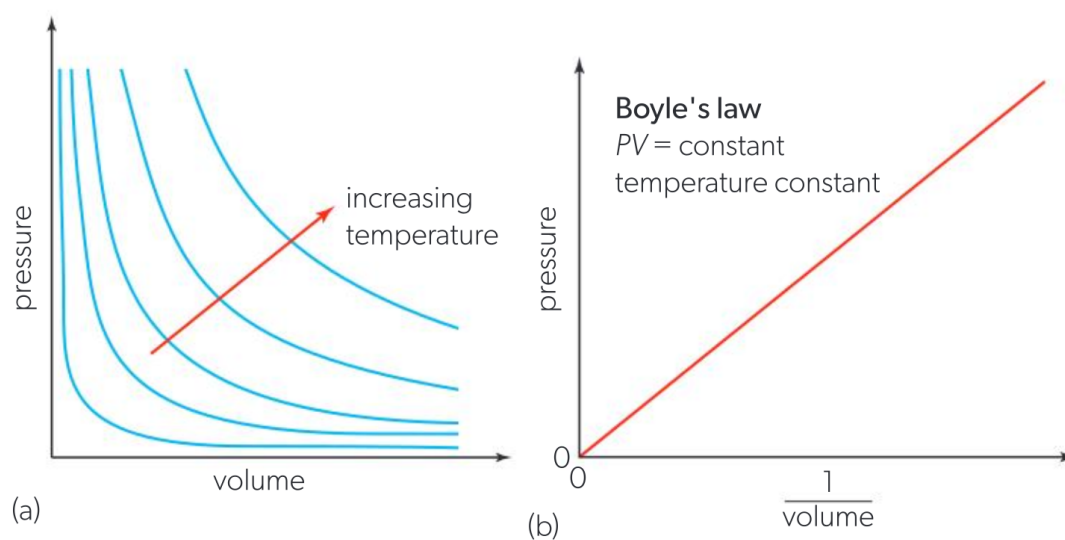 pressure
increasing
temperature
volume
(a)
Boyle's law
PV = constant
temperature constant
pressure
0
0
1
volume
(b)